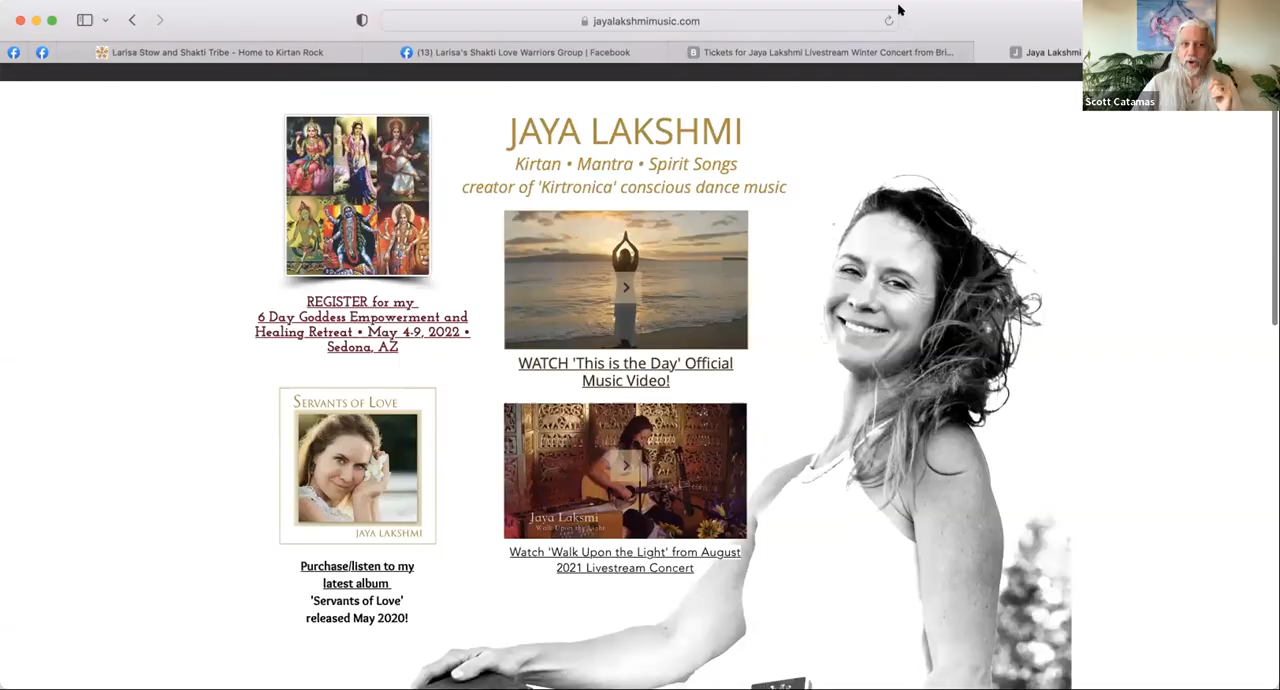 jayalakshmimusic.com
Larisa Stow and Shakti Tribe - Home to Kirtan Rock
(13) Larisa's Shakti Love Warriors Group | Facebook
B Tickets for Jaya Lakshmi Livestream Winter Concert from Bri...
J Jaya Lakshmi
Scott Catamas
JAYA LAKSHMI
Kirtan • Mantra • Spirit Songs
creator of 'Kirtronica' conscious dance music
REGISTER for my
6 Day Goddess Empowerment and
Healing Retreat • May 4-9, 2022 •
Sedona, AZ
WATCH 'This is the Day' Official
Music Video!
SERVANTS OF LOVE
JAYA LAKSHMI
Purchase/listen to my
latest album
'Servants of Love'
released May 2020!
Jaya Laksmi
Walk Upon the Light
Watch 'Walk Upon the Light' from August
2021 Livestream Concert